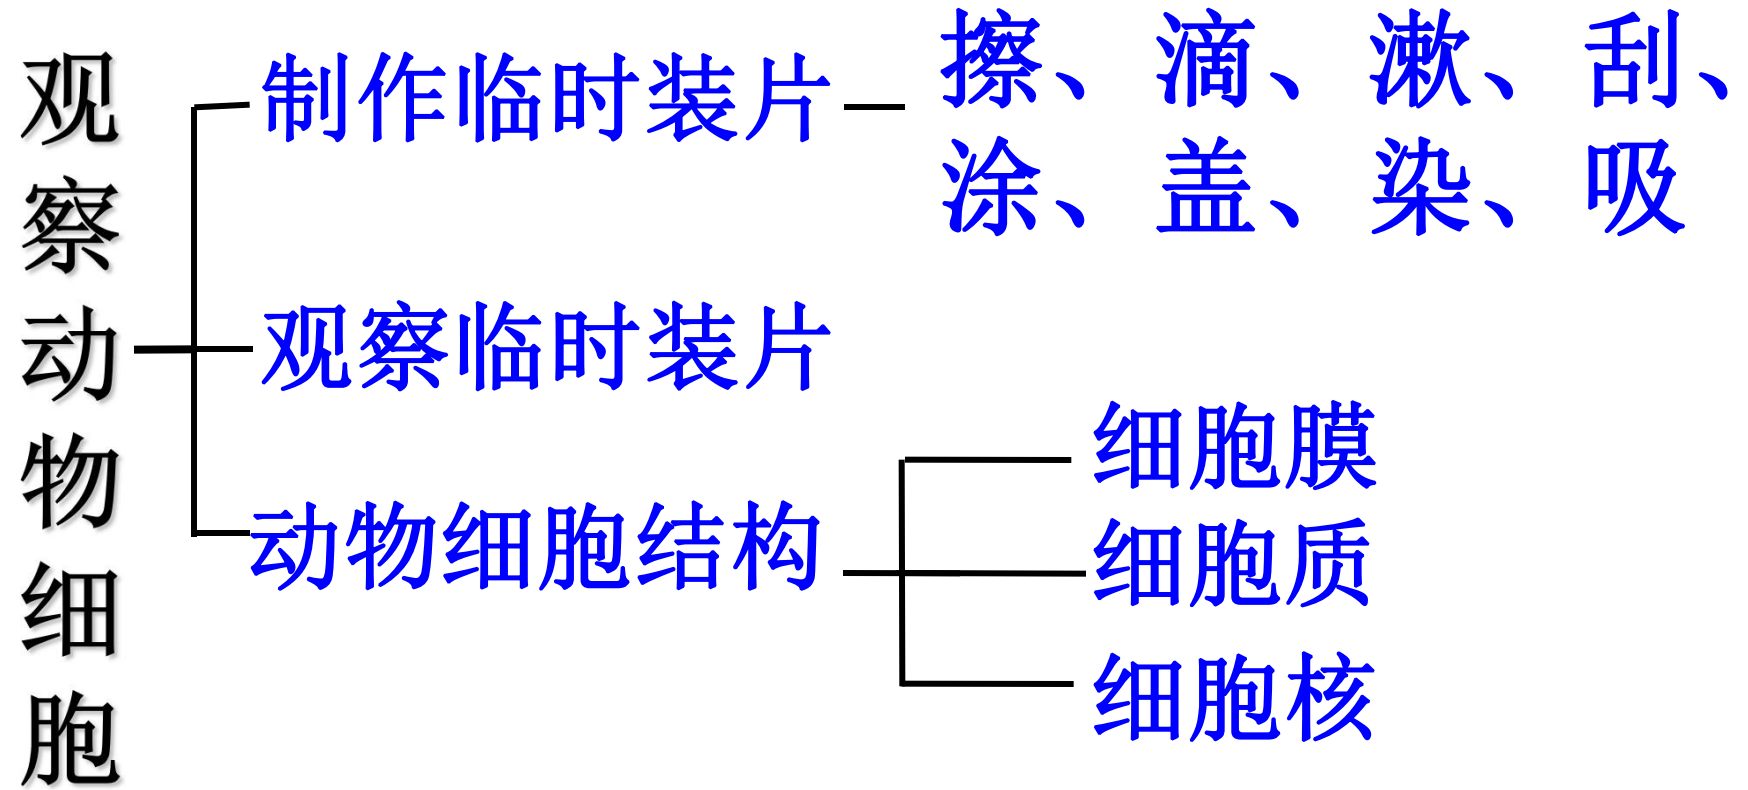 观察动物细胞
制作临时装片
擦、滴、漱、刮、
涂、盖、染、吸
观察临时装片
动物细胞结构
细胞膜
细胞质
细胞核